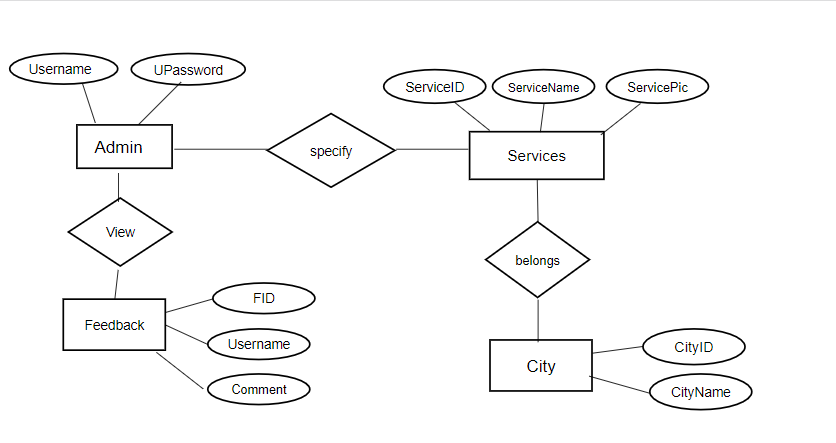 Username
UPassword
ServiceID
ServiceName
ServicePic
Admin
specify
Services
View
belongs
FID
Feedback
Username
Comment
City
CityID
CityName